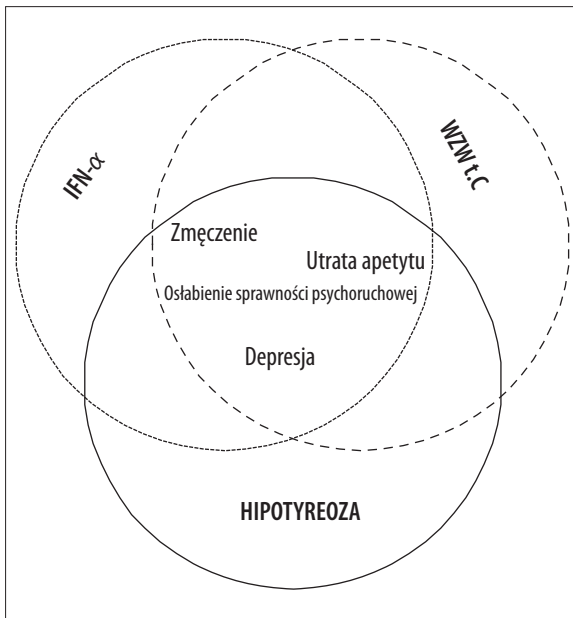 IFN-α
WZW t.C
Zmęczenie
Utrata apetytu
Osłabienie sprawności psychoruchowej
Depresja
HIPOTYREOZA